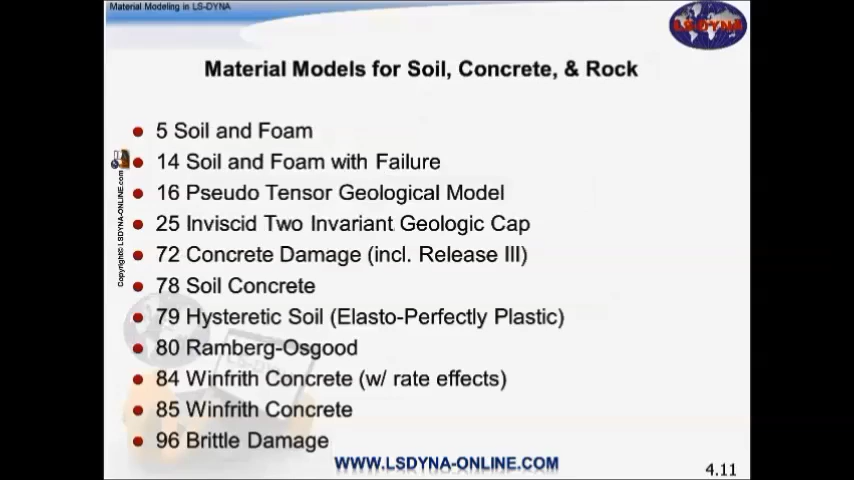 Material Modeling in LS-DYNA
LS-DYNA
Material Models for Soil, Concrete, & Rock
5 Soil and Foam
14 Soil and Foam with Failure
16 Pseudo Tensor Geological Model
25 Inviscid Two Invariant Geologic Cap
72 Concrete Damage (incl. Release III)
78 Soil Concrete
79 Hysteretic Soil (Elasto-Perfectly Plastic)
80 Ramberg-Osgood
84 Winfrith Concrete (w/ rate effects)
85 Winfrith Concrete
96 Brittle Damage
Copyright© LSDYNA-ONLINE.com
WWW.LSDYNA-ONLINE.COM
4.11